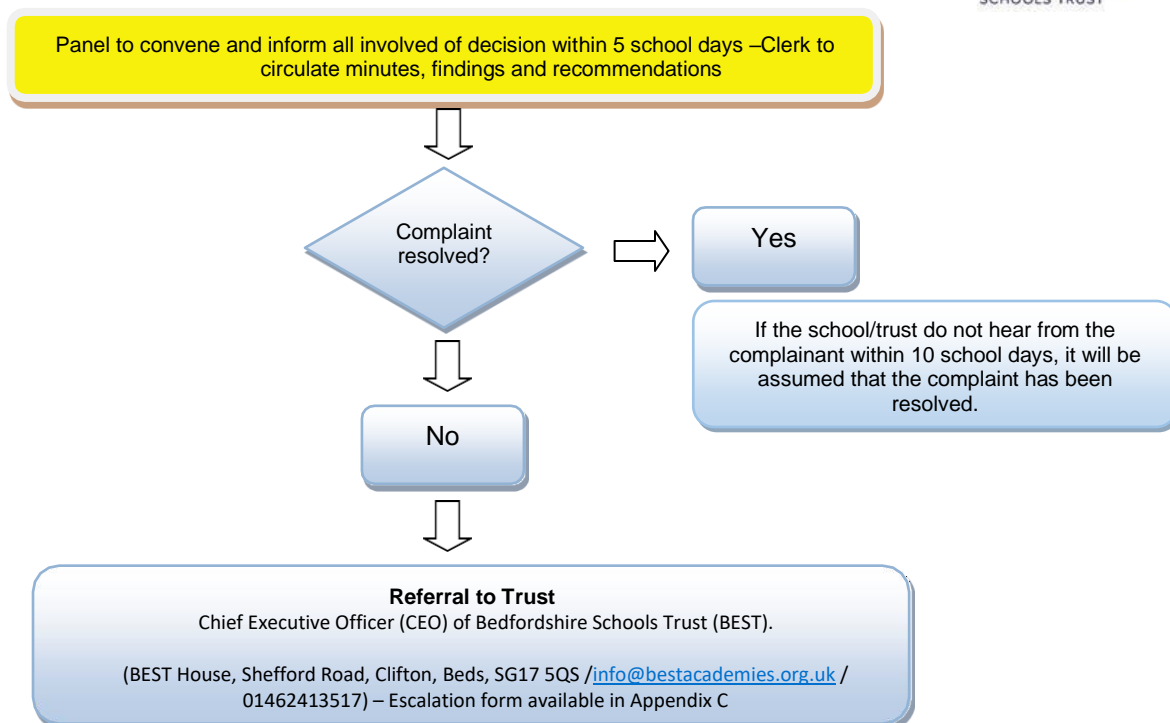 SCHOOLS TRUST
Panel to convene and inform all involved of decision within 5 school days –Clerk to
circulate minutes, findings and recommendations
Complaint
resolved?
Yes
If the school/trust do not hear from the
complainant within 10 school days, it will be
assumed that the complaint has been
resolved.
No
Referral to Trust
Chief Executive Officer (CEO) of Bedfordshire Schools Trust (BEST).
(BEST House, Shefford Road, Clifton, Beds, SG17 5QS /info@bestacademies.org.uk /
01462413517) – Escalation form available in Appendix C